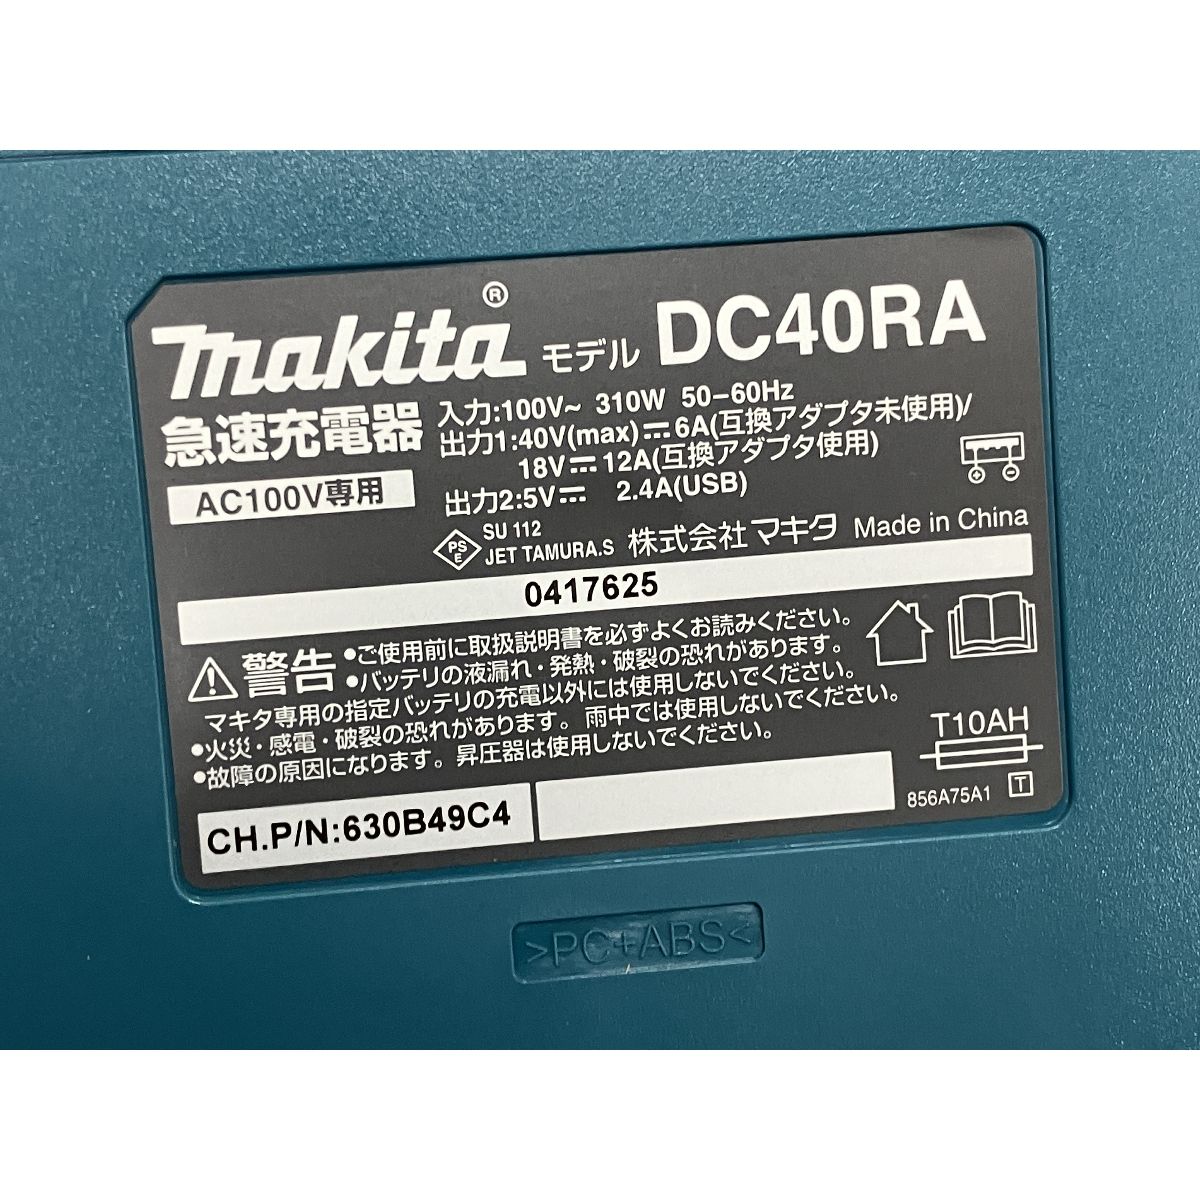 makita® モデル DC40RA
急速充電器
AC100V専用
入力:100V~ 310W 50-60Hz
出力1:40V(max)⎓6A(互換アダプタ未使用)/
18V⎓12A(互換アダプタ使用)
出力2:5V⎓ 2.4A(USB)
PS
E
SU 112
JET TAMURA.S
株式会社マキタ Made in China
0417625
警告
●ご使用前に取扱説明書を必ずよくお読みください。
●バッテリの液漏れ・発熱・破裂の恐れがあります。
マキタ専用の指定バッテリの充電以外には使用しないでください。
●火災・感電・破裂の恐れがあります。雨中では使用しないでください。
●故障の原因になります。昇圧器は使用しないでください。
T10AH
856A75A1 T
CH.P/N:630B49C4
>PC+ABS<